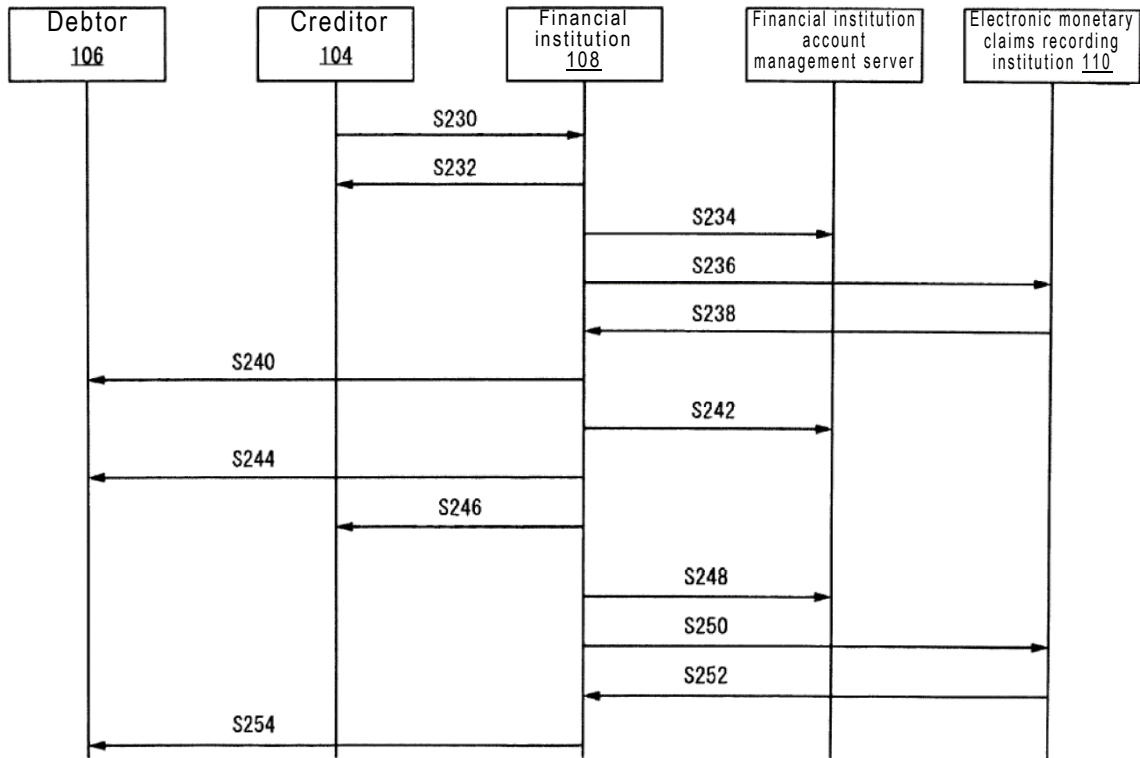 Debtor
106
Creditor
104
Financial
institution
108
Financial institution
account
management server
Electronic monetary
claims recording
institution 110
S230
S232
S234
S236
S238
S240
S242
S244
S246
S248
S250
S252
S254